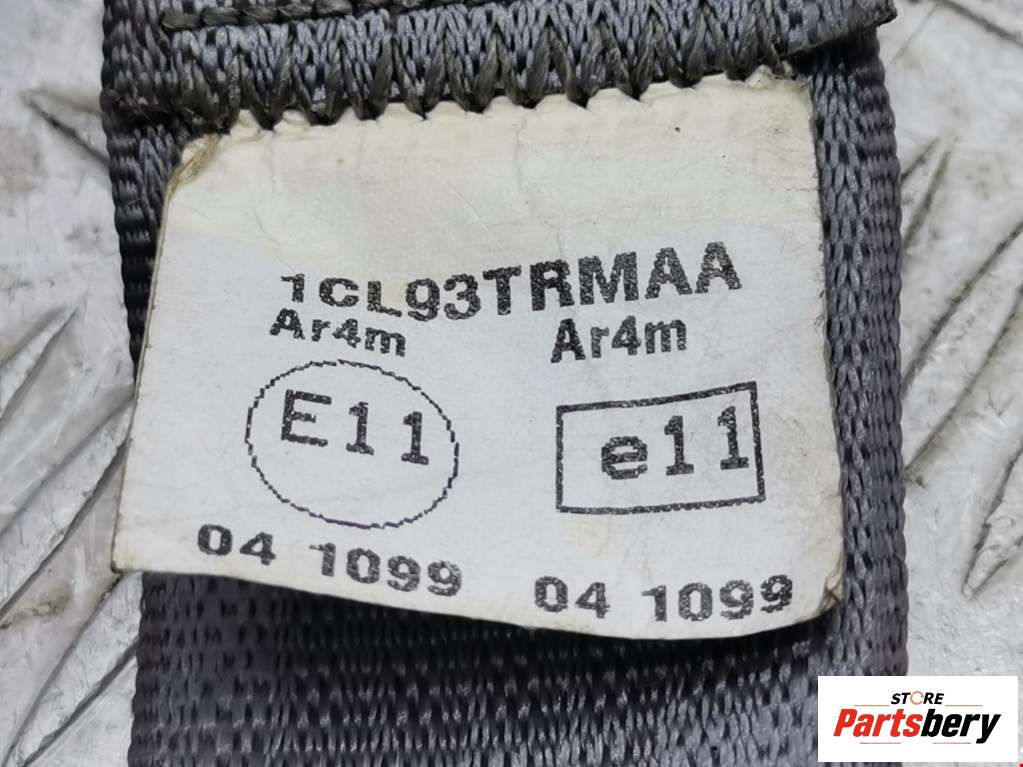 1CL93TRMAA
Ar4m Ar4m
E11 e11
04 1099 04 1099
STORE
Partsbery